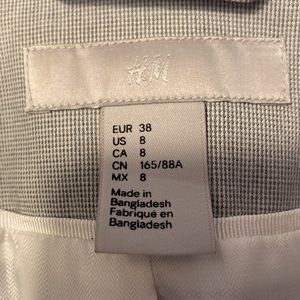 H&M
EUR 38
US 8
CA 8
CN 165/88A
MX 8
Made in
Bangladesh
Fabriqué en
Bangladesh